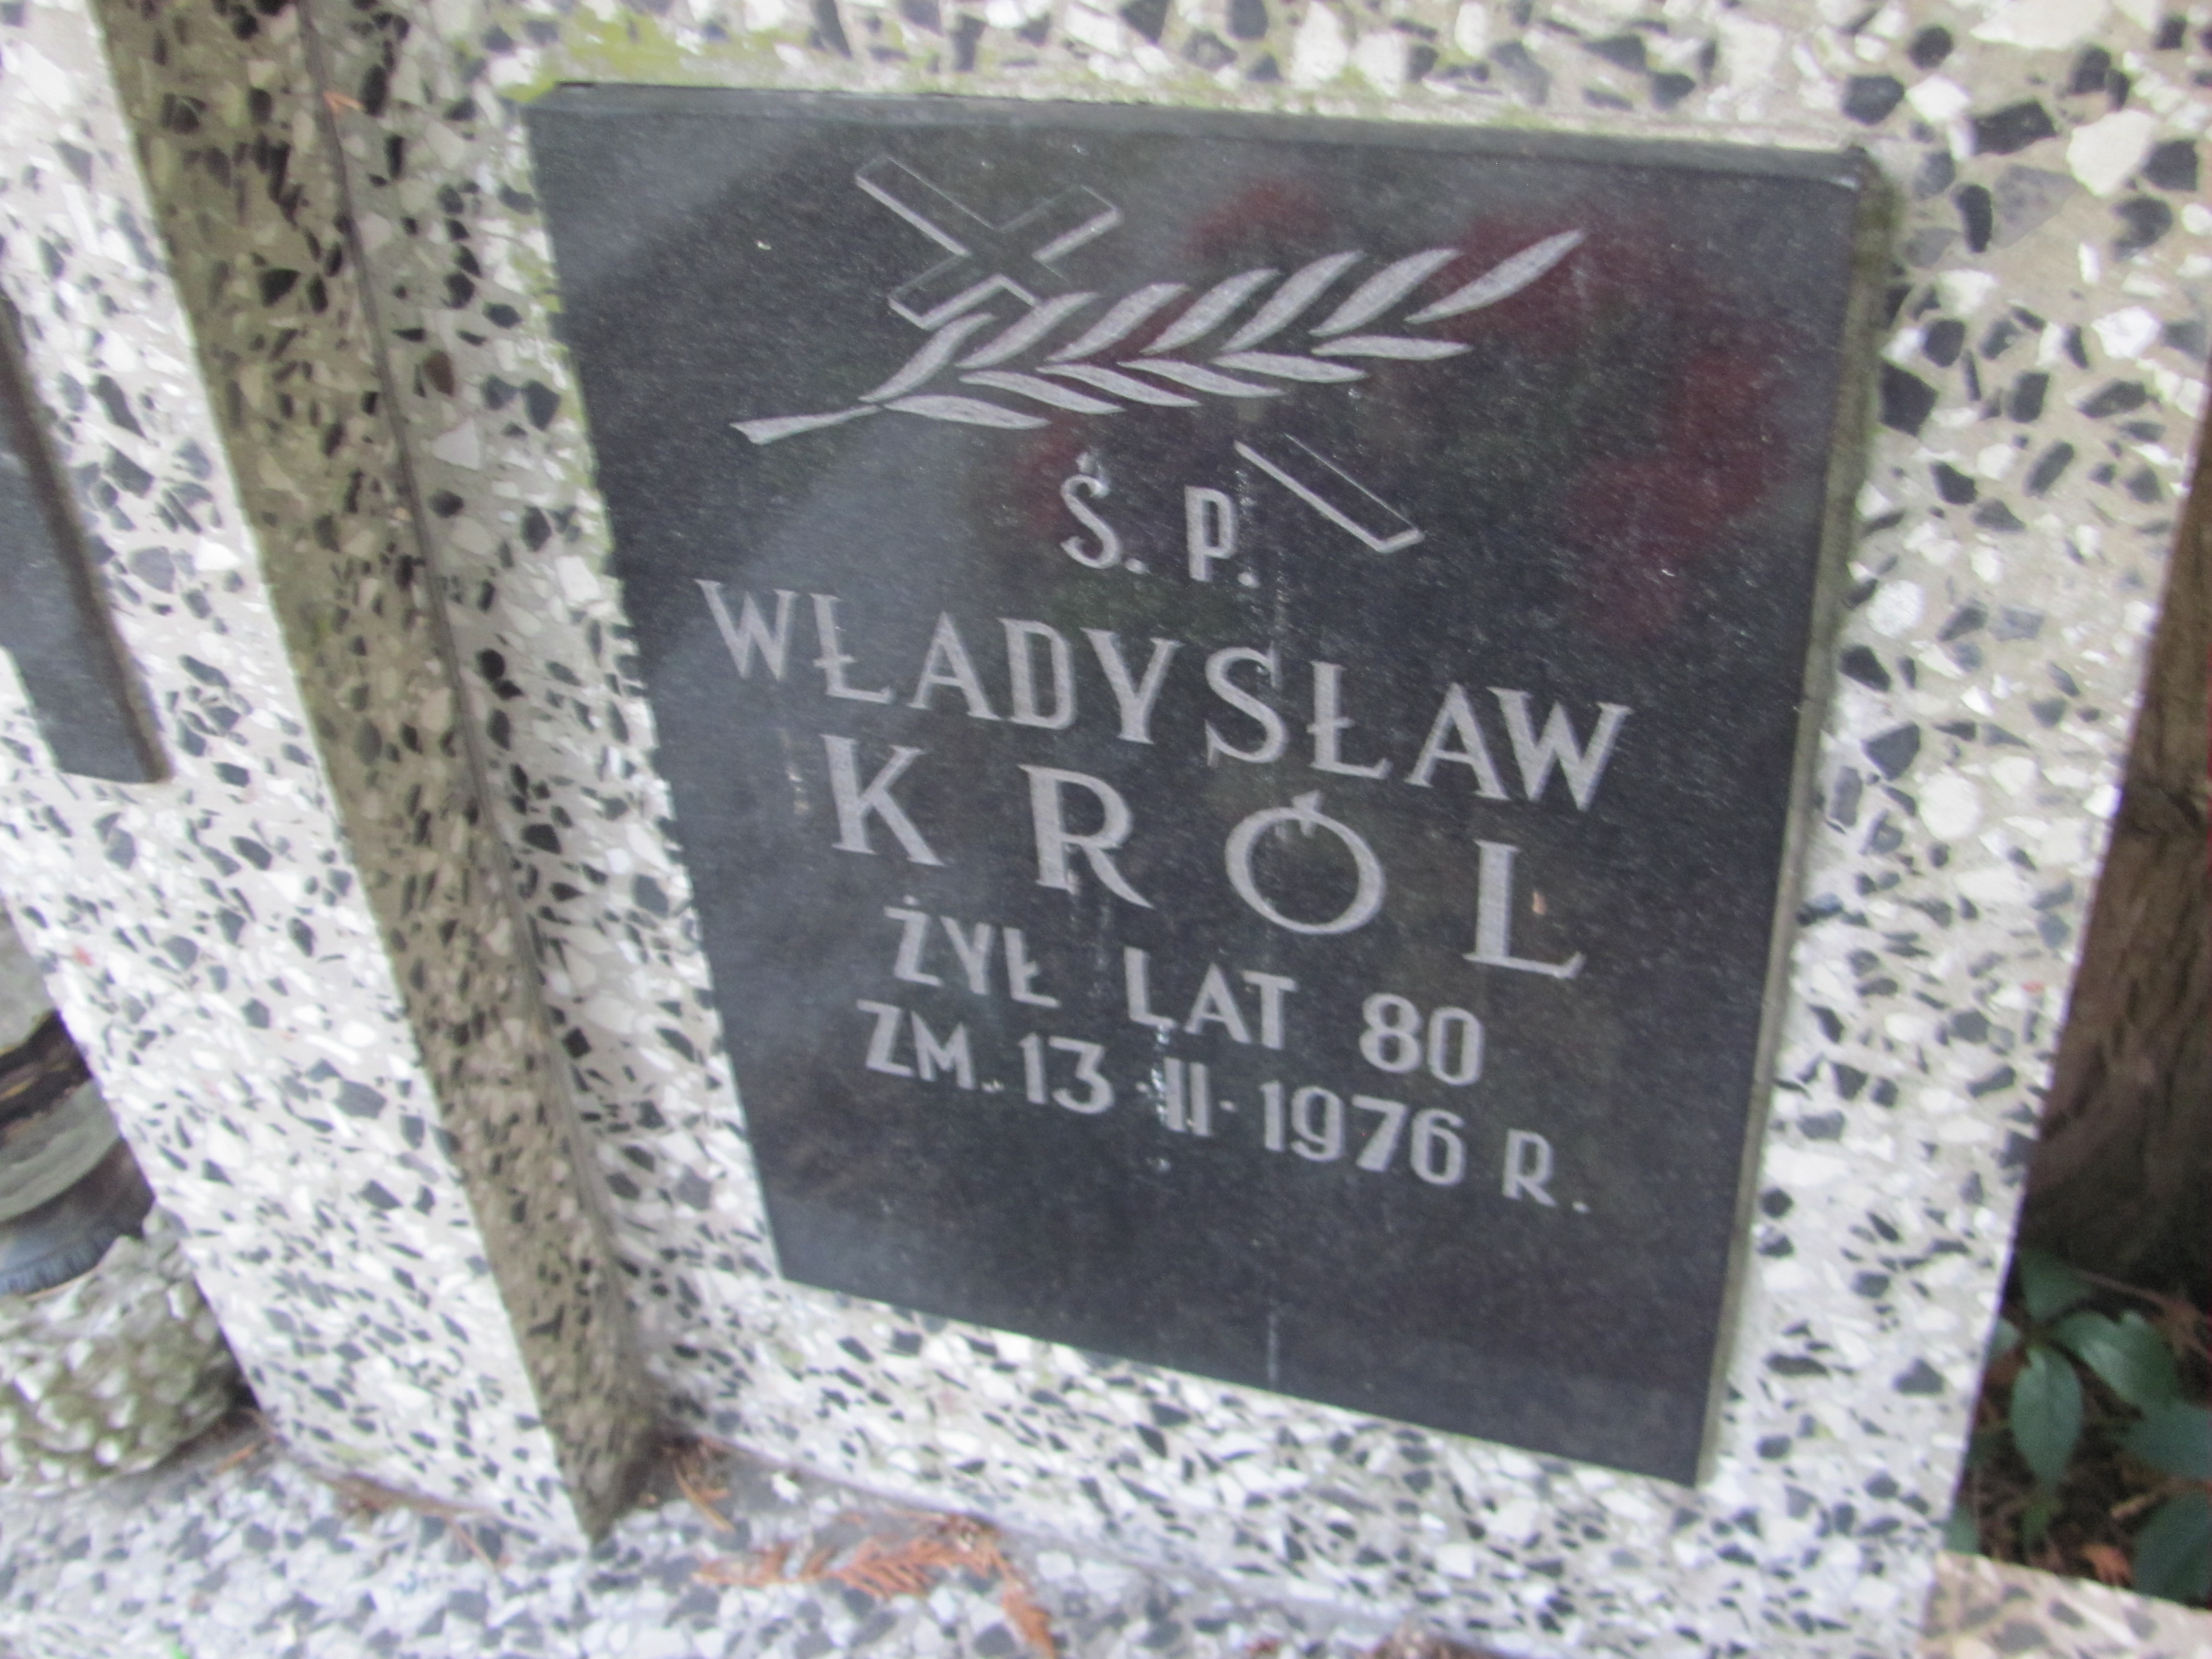 Ś. P.
WŁADYSŁAW
KRÓL
ŻYŁ LAT 80
ZM. 13·II·1976 R.